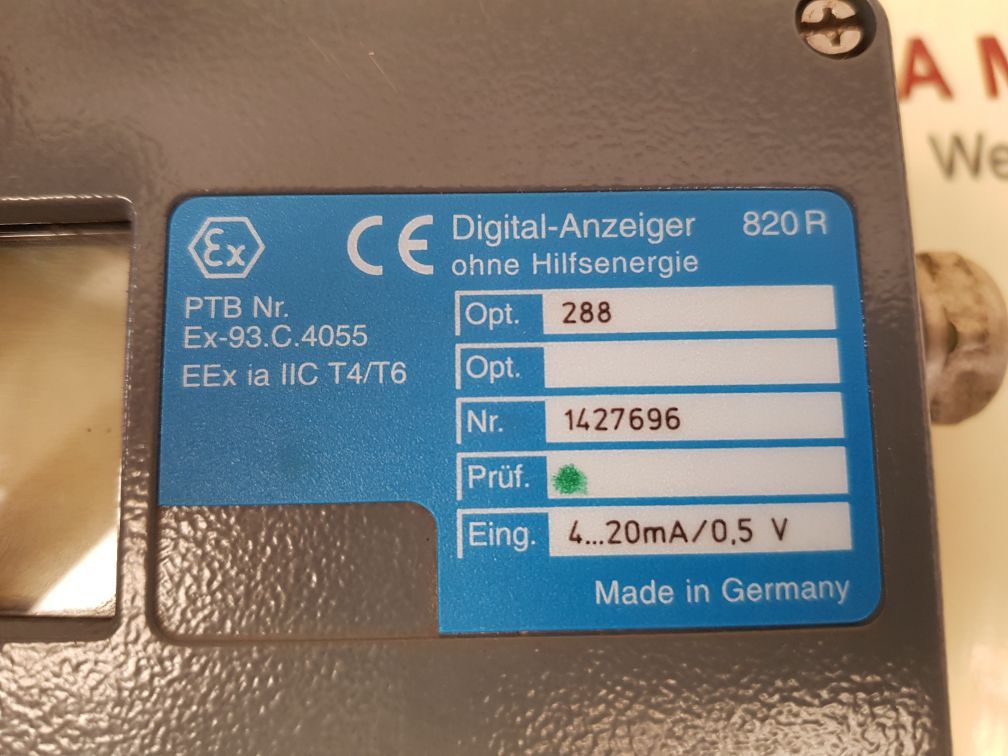 A M
We
Ex CE Digital-Anzeiger 820 R
ohne Hilfsenergie
PTB Nr.
Ex-93.C.4055
EEx ia IIC T4/T6
Opt. 288
Opt.
Nr. 1427696
Prüf.
Eing. 4...20mA/0,5 V
Made in Germany